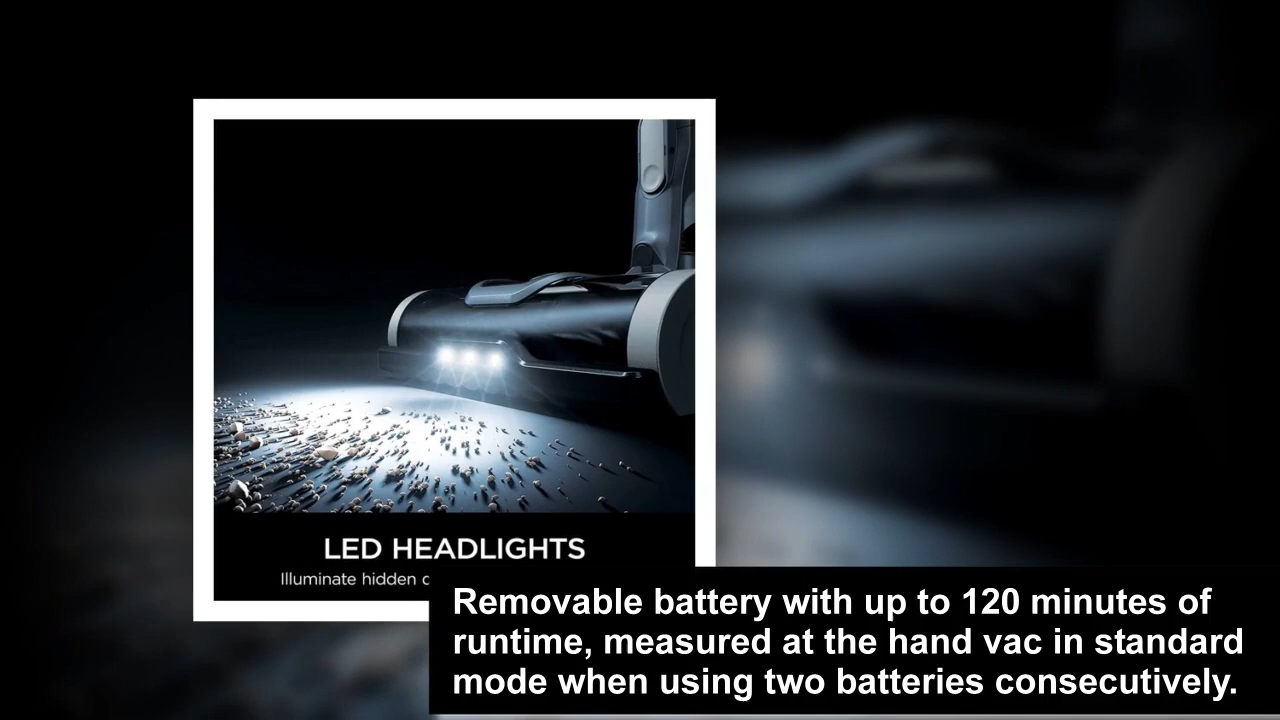 LED HEADLIGHTS
Illuminate hidden
Removable battery with up to 120 minutes of
runtime, measured at the hand vac in standard
mode when using two batteries consecutively.